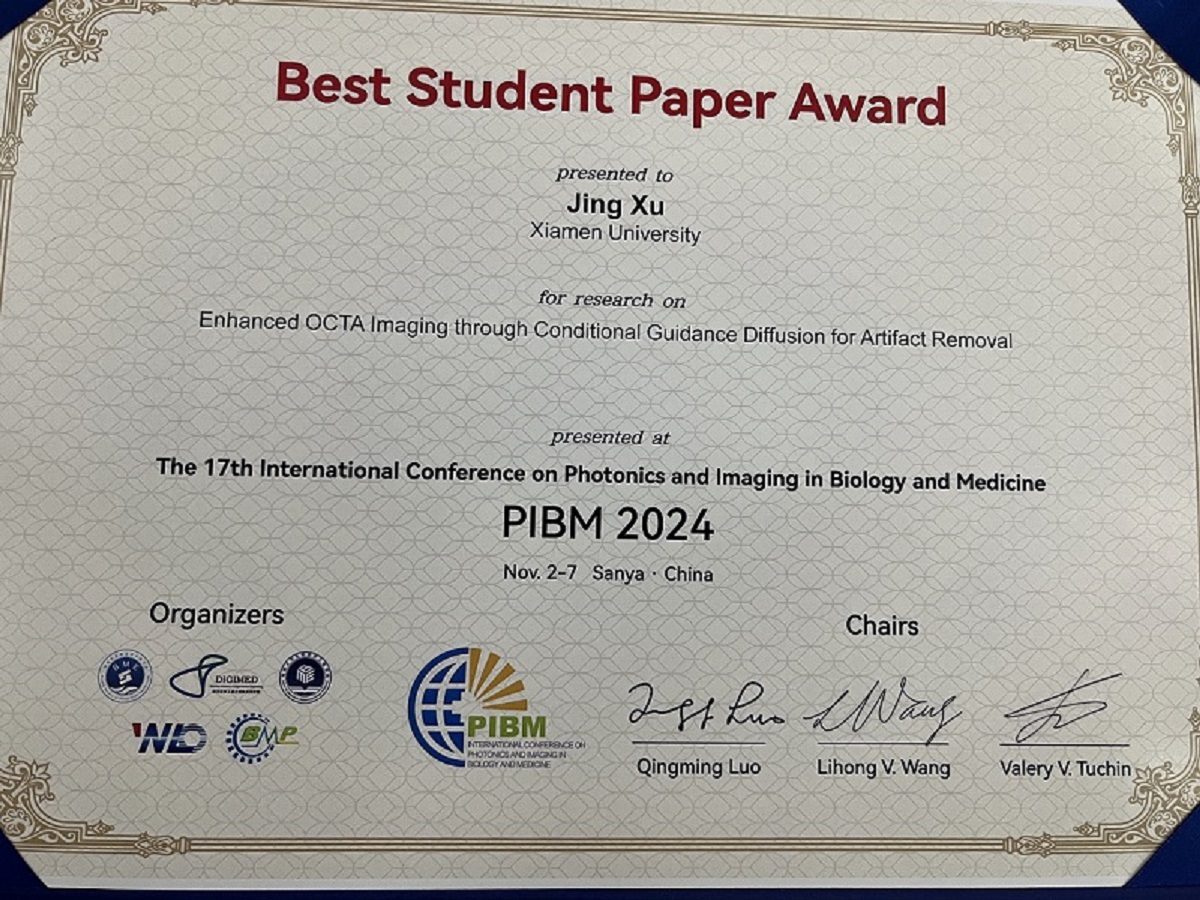 Best Student Paper Award
presented to
Jing Xu
Xiamen University
for research on
Enhanced OCTA Imaging through Conditional Guidance Diffusion for Artifact Removal
presented at
The 17th International Conference on Photonics and Imaging in Biology and Medicine
PIBM 2024
Nov. 2-7 Sanya · China
Organizers
BME
DIGIMED
BMP
PIBM
INTERNATIONAL CONFERENCE ON
PHOTONICS AND IMAGING IN
BIOLOGY AND MEDICINE
Chairs
Qingming Luo
Lihong V. Wang
Valery V. Tuchin